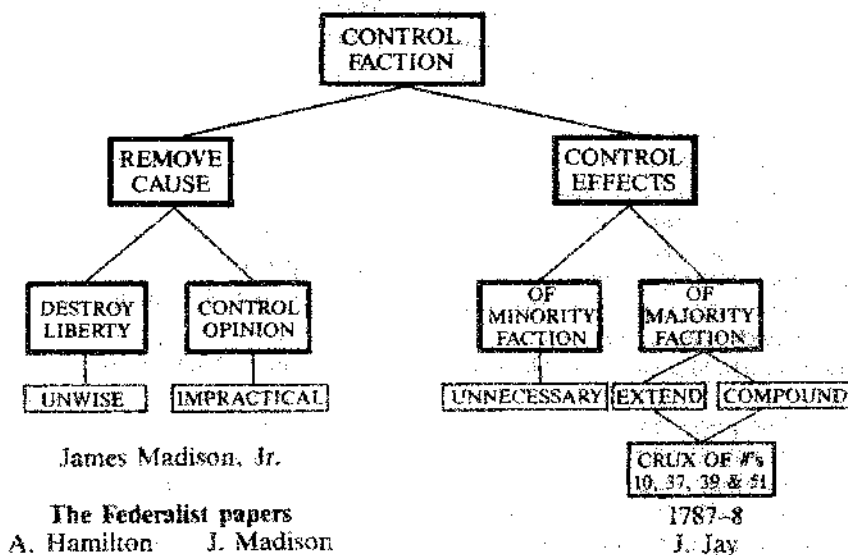 CONTROL
FACTION
REMOVE
CAUSE
CONTROL
EFFECTS
DESTROY
LIBERTY
CONTROL
OPINION
OF
MINORITY
FACTION
OF
MAJORITY
FACTION
UNWISE
IMPRACTICAL
UNNECESSARY
EXTEND
COMPOUND
CRUX OF #'s
10, 37, 39 & 51
James Madison, Jr.
The Federalist papers
1787-8
A. Hamilton J. Madison
J. Jay